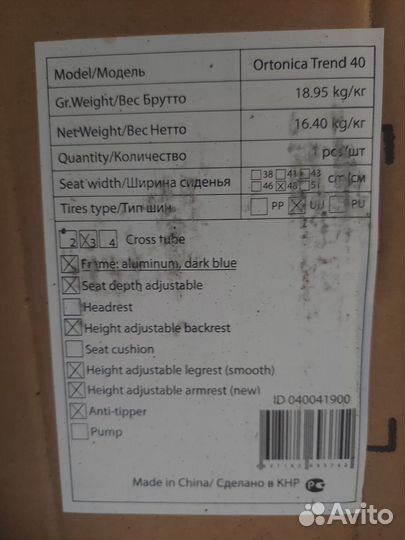 Model/Модель Ortonica Trend 40
Gr.Weight/Вес Брутто 18.95 kg/кг
Net Weight/Вес Нетто 16.40 kg/кг
Quantity/Количество 1 pcs/шт
Seat width/Ширина сиденья 38 41 43 cm/см
46 48 51
Tires type/Тип шин PP PU
2 3 4 Cross tube
Frame: aluminum, dark blue
Seat depth adjustable
Headrest
Height adjustable backrest
Seat cushion
Height adjustable legrest (smooth)
Height adjustable armrest (new)
Anti-tipper
Pump
ID 040041900
Made in China/ Сделано в КНР
Avito